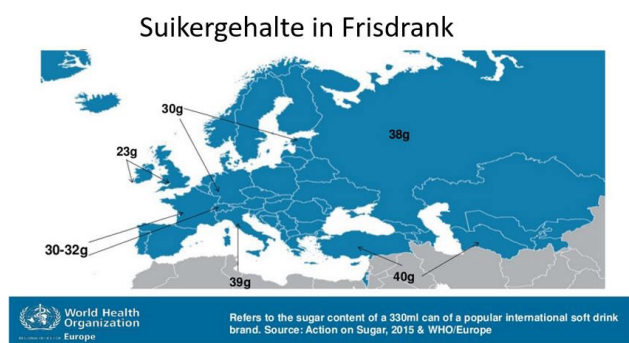 Suikergehalte in Frisdrank
30g
38g
23g
30-32g
39g
40g
World Health
Organization
Europe
Refers to the sugar content of a 330ml can of a popular international soft drink
brand. Source: Action on Sugar, 2015 & WHO/Europe